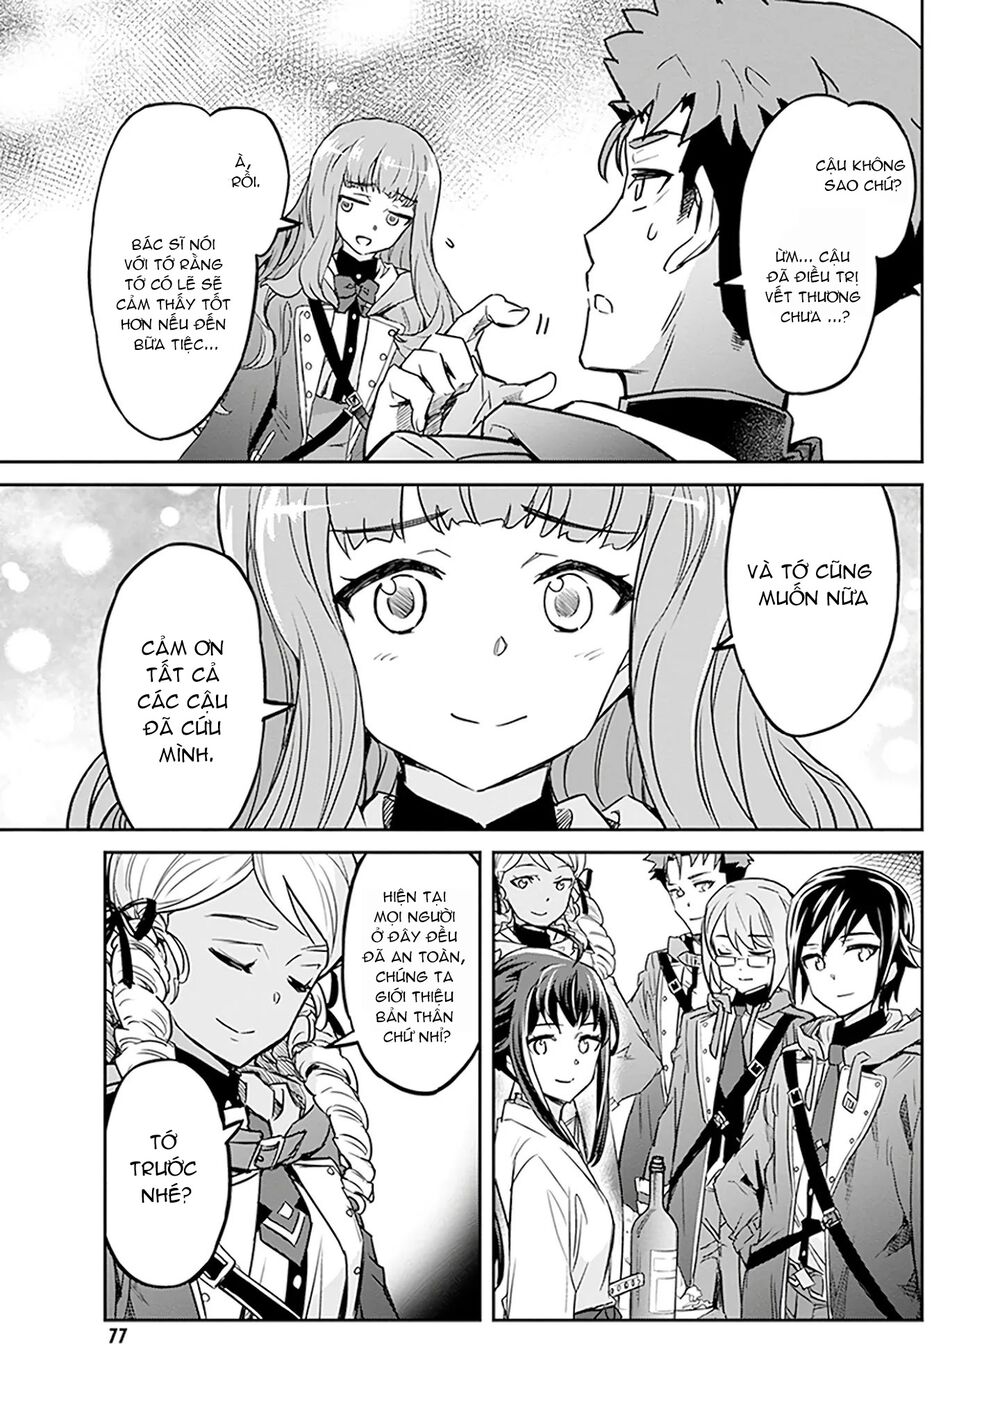 CẬU KHÔNG
SAO CHỨ?
ỪM... CẬU
ĐÃ ĐIỀU TRỊ
VẾT THƯƠNG
CHƯA ...?
À,
RỒI.
BÁC SĨ NÓI
VỚI TỚ RẰNG
TỚ CÓ LẼ SẼ
CẢM THẤY TỐT
HƠN NẾU ĐẾN
BỮA TIỆC...
VÀ TỚ CŨNG
MUỐN NỮA
CẢM ƠN
TẤT CẢ
CÁC CẬU
ĐÃ CỨU
MÌNH.
HIỆN TẠI
MỌI NGƯỜI
Ở ĐÂY ĐỀU
ĐÃ AN TOÀN,
CHÚNG TA
GIỚI THIỆU
BẢN THÂN
CHỨ NHỈ?
TỚ
TRƯỚC
NHÉ?
77